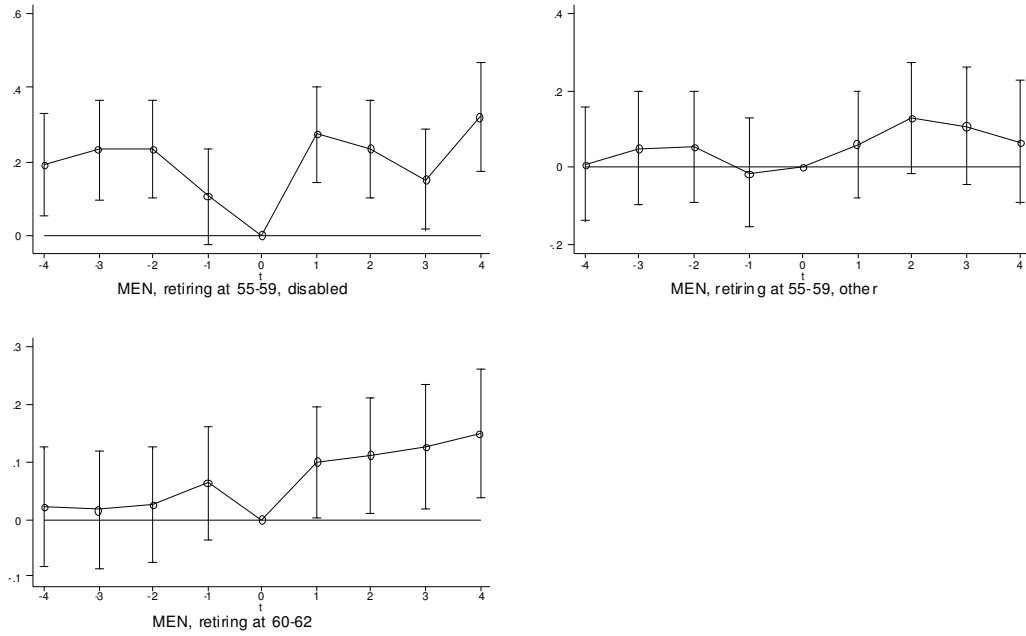 .6
.4
.2
0
-4 -3 -2 -1 0 1 2 3 4
t
MEN, retiring at 55-59, disabled
.4
.2
0
-.2
-4 -3 -2 -1 0 1 2 3 4
t
MEN, retiring at 55-59, other
.3
.2
.1
0
-.1
-4 -3 -2 -1 0 1 2 3 4
t
MEN, retiring at 60-62